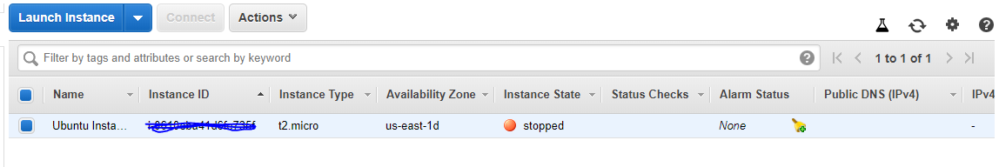 Launch Instance Connect Actions
Filter by tags and attributes or search by keyword ? 1 to 1 of 1
Name Instance ID Instance Type Availability Zone Instance State Status Checks Alarm Status Public DNS (IPv4) IPv4
Ubuntu Insta... t2.micro us-east-1d stopped None -